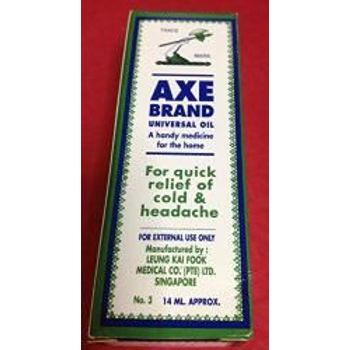 TRADE MARK
AXE
BRAND
UNIVERSAL OIL
A handy medicine
for the home
For quick
relief of
cold &
headache
FOR EXTERNAL USE ONLY
Manufactured by :
LEUNG KAI FOOK
MEDICAL CO. (PTE) LTD.
SINGAPORE
No. 3 14 ML. APPROX.